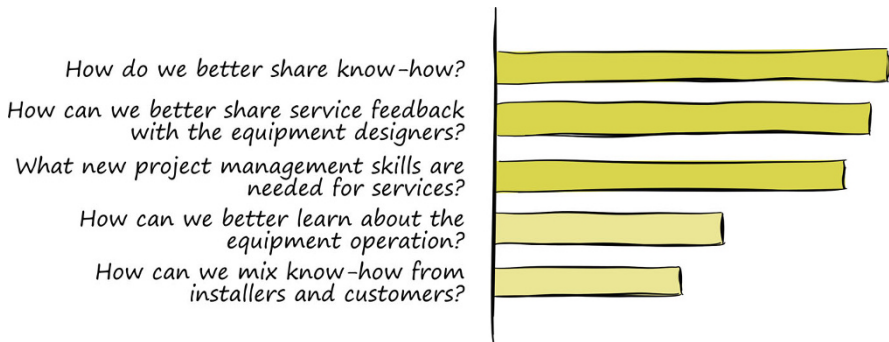 How do we better share know-how?
How can we better share service feedback
with the equipment designers?
What new project management skills are
needed for services?
How can we better learn about the
equipment operation?
How can we mix know-how from
installers and customers?